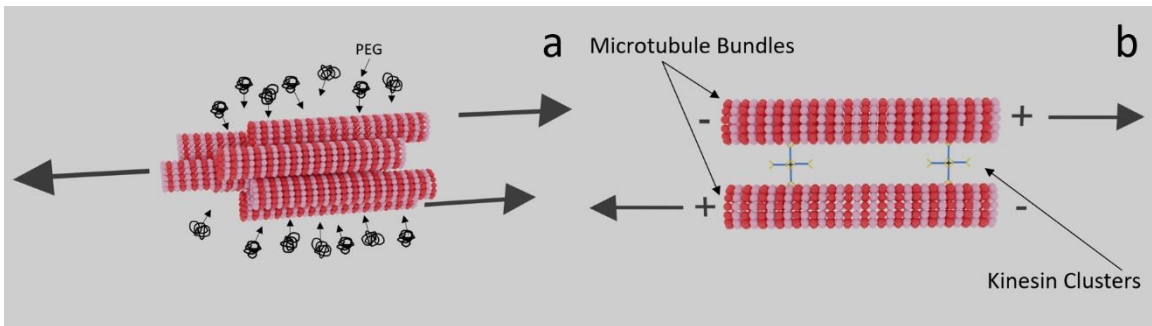 a
PEG
Microtubule Bundles
b
-
+
+
-
Kinesin Clusters